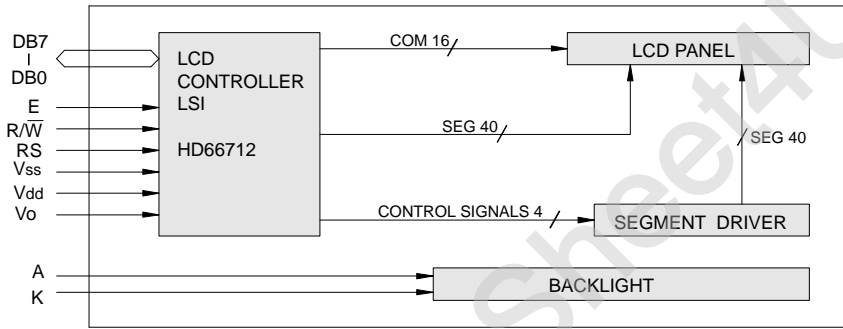 DB7
DB0
E
R/W̅
RS
Vss
Vdd
Vo
A
K
LCD
CONTROLLER
LSI
HD66712
COM 16
SEG 40
CONTROL SIGNALS 4
LCD PANEL
SEG 40
SEGMENT DRIVER
BACKLIGHT
Sheet4U